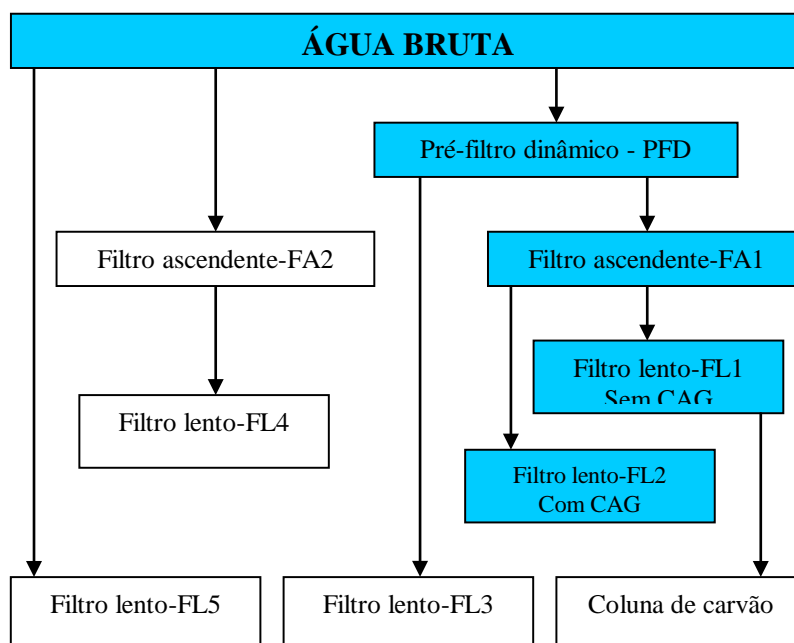 ÁGUA BRUTA
Pré-filtro dinâmico - PFD
Filtro ascendente-FA2
Filtro ascendente-FA1
Filtro lento-FL1
Sem CAG
Filtro lento-FL4
Filtro lento-FL2
Com CAG
Filtro lento-FL5
Filtro lento-FL3
Coluna de carvão